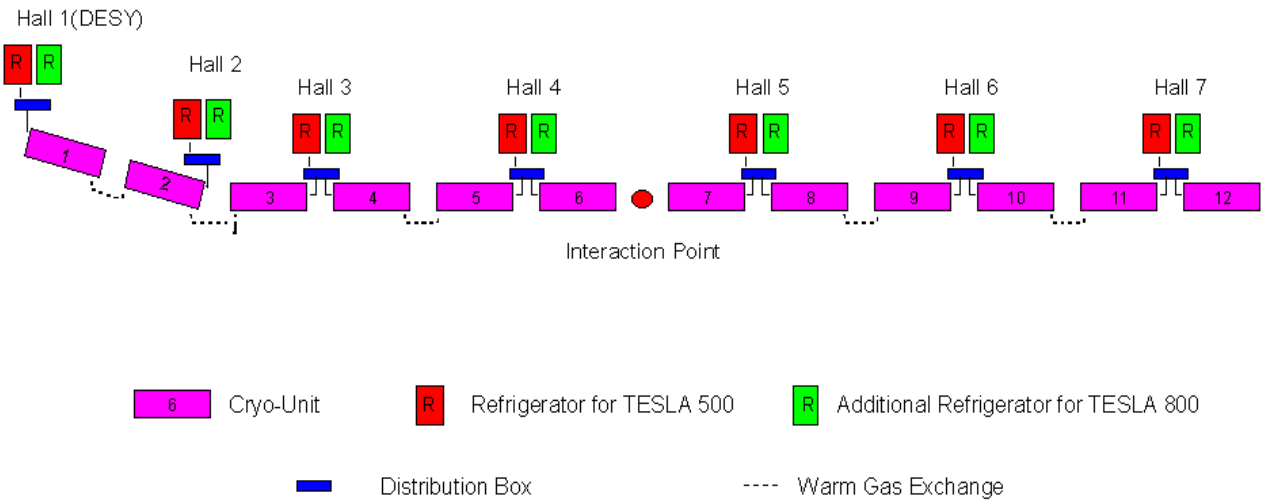 Hall 1(DESY)
Hall 2
Hall 3
Hall 4
Hall 5
Hall 6
Hall 7
R R
R R
R R
R R
R R
R R
R R
1
2
3
4
5
6
7
8
9
10
11
12
Interaction Point
6 Cryo-Unit
R Refrigerator for TESLA 500
R Additional Refrigerator for TESLA 800
Distribution Box
Warm Gas Exchange